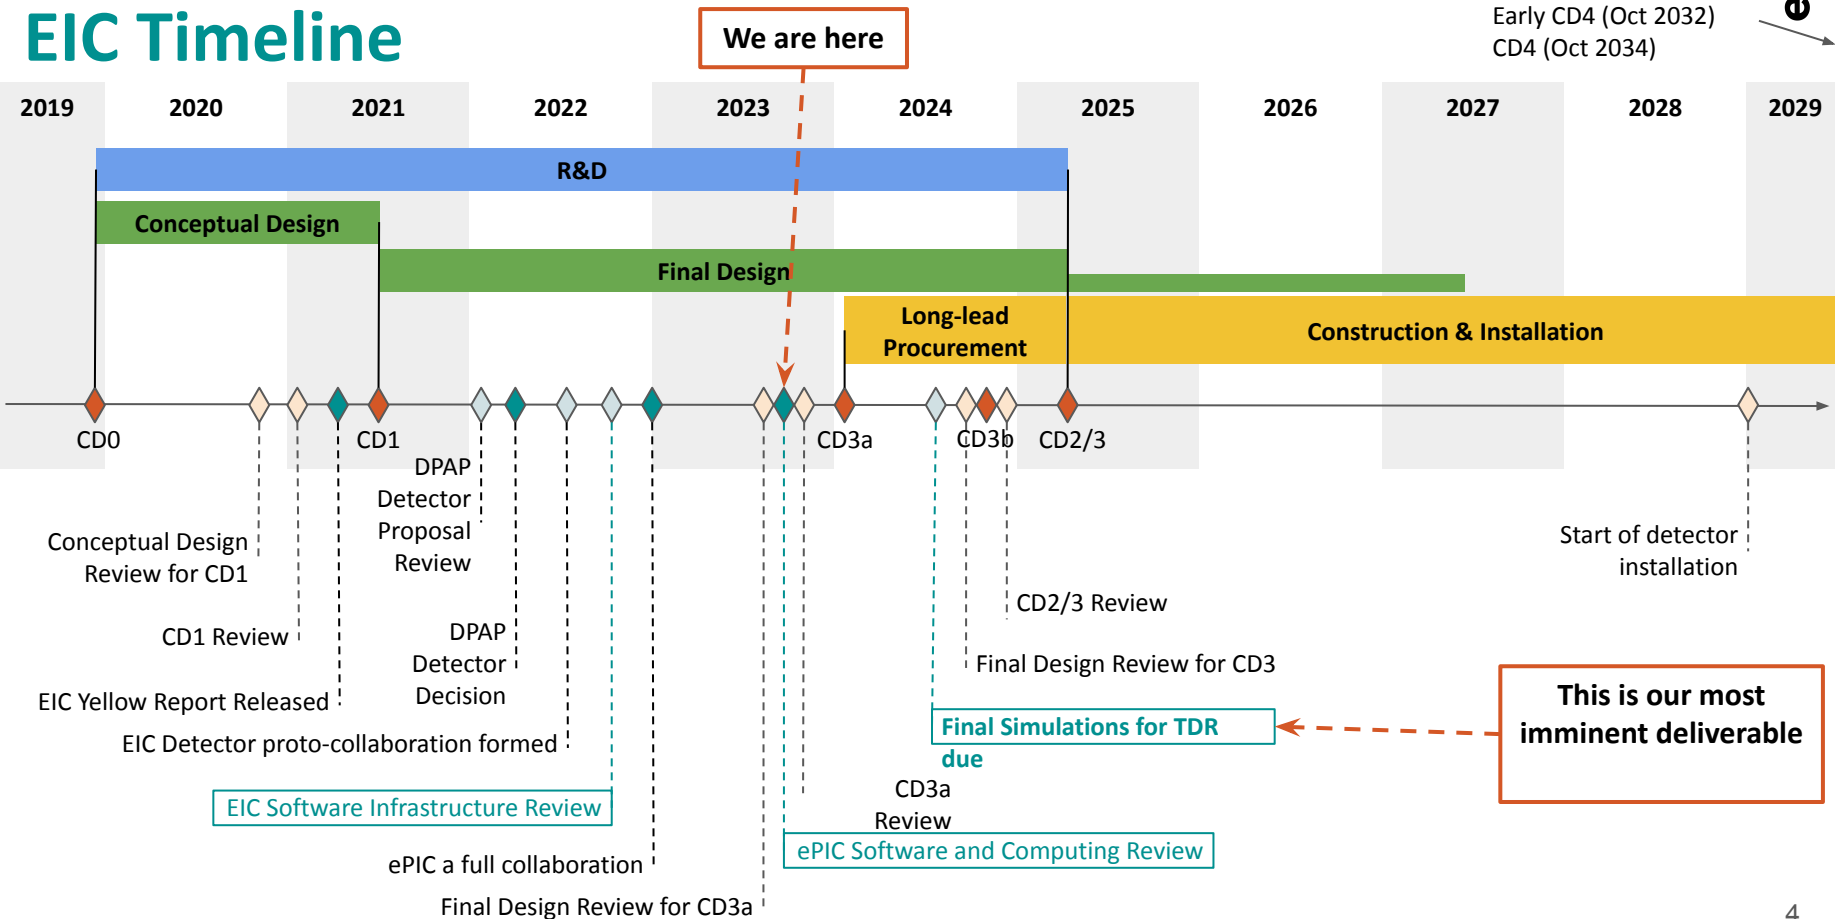 EIC Timeline
We are here
Early CD4 (Oct 2032)
CD4 (Oct 2034)
e
2019 2020 2021 2022 2023 2024 2025 2026 2027 2028 2029
R&D
Conceptual Design
Final Design
Long-lead
Procurement
Construction & Installation
CD0
CD1
CD3a
CD3b
CD2/3
DPAP
Detector
Proposal
Review
Conceptual Design
Review for CD1
Start of detector
installation
CD2/3 Review
CD1 Review
DPAP
Detector
Decision
Final Design Review for CD3
EIC Yellow Report Released
This is our most
imminent deliverable
Final Simulations for TDR
due
EIC Detector proto-collaboration formed
CD3a
Review
EIC Software Infrastructure Review
ePIC Software and Computing Review
ePIC a full collaboration
Final Design Review for CD3a
4